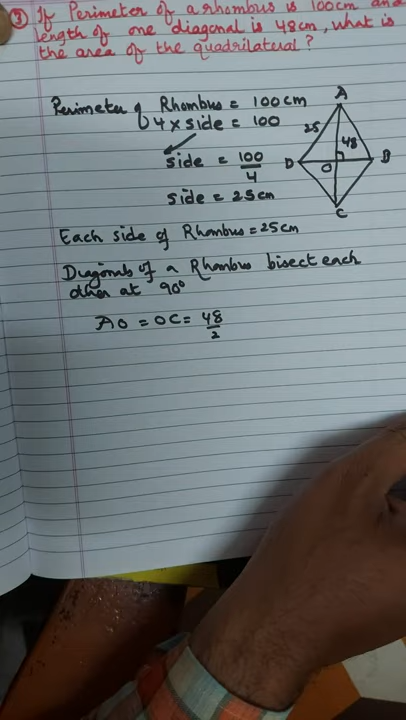 ③ If Perimeter of a rhombus is 100cm and
length of one diagonal is 48cm, what is
the area of the quadrilateral?
Perimeter of Rhombus = 100cm
4 x side = 100
side = 100/4
side = 25cm
Each side of Rhombus = 25cm
Diagonals of a Rhombus bisect each
other at 90°
AO = OC = 48/2
A
25
48
D
O
B
C